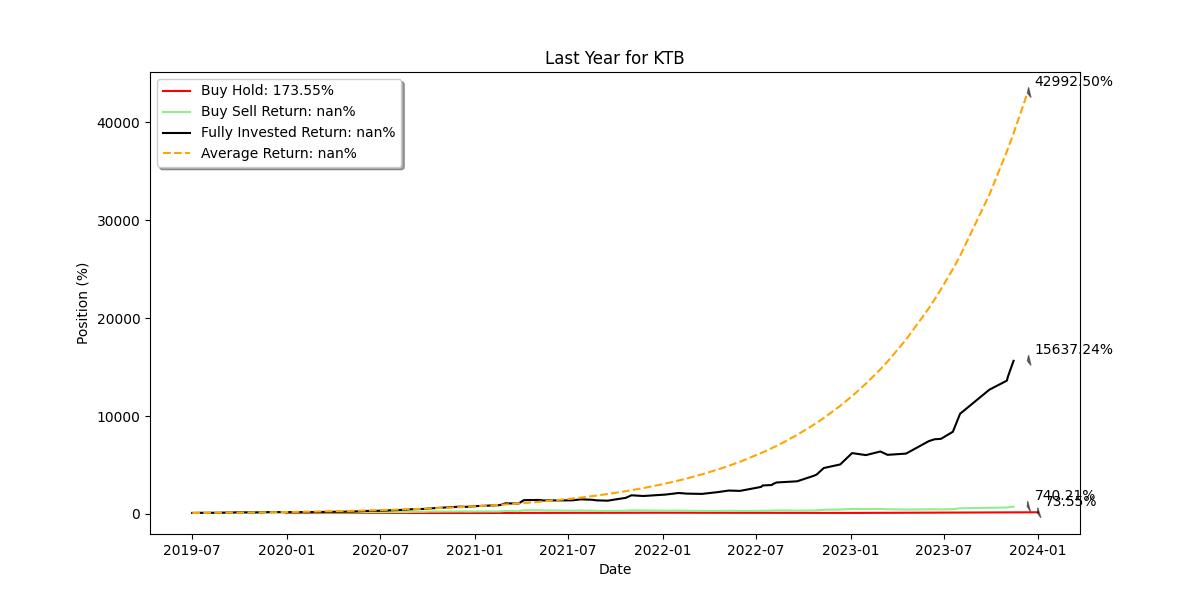 Last Year for KTB
Buy Hold: 173.55%
Buy Sell Return: nan%
Fully Invested Return: nan%
Average Return: nan%
42992.50%
15637.24%
740.21%
73.55%
Position (%)
40000
30000
20000
10000
0
2019-07
2020-01
2020-07
2021-01
2021-07
2022-01
2022-07
2023-01
2023-07
2024-01
Date